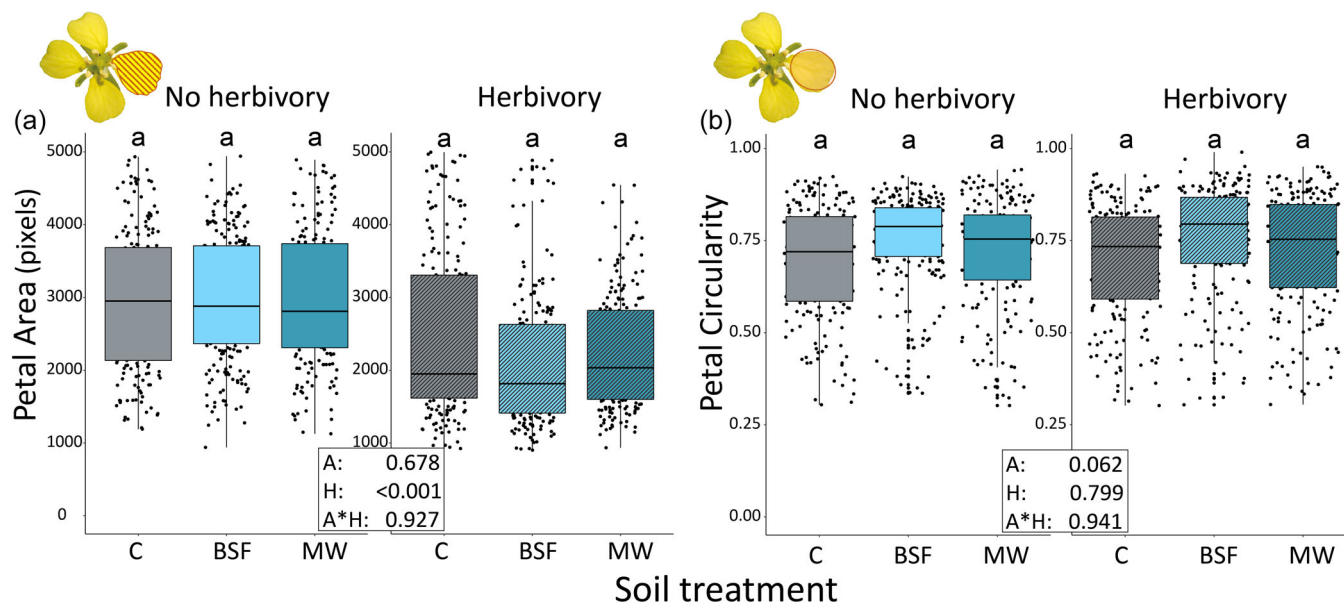 No herbivory
Herbivory
(a)
a a a
a a a
Petal Area (pixels)
5000
4000
3000
2000
1000
0
5000
4000
3000
2000
1000
A: 0.678
H: <0.001
A*H: 0.927
C BSF MW
C BSF MW
No herbivory
Herbivory
(b)
a a a
a a a
Petal Circularity
1.00
0.75
0.50
0.25
0.00
1.00
0.75
0.50
0.25
A: 0.062
H: 0.799
A*H: 0.941
C BSF MW
C BSF MW
Soil treatment